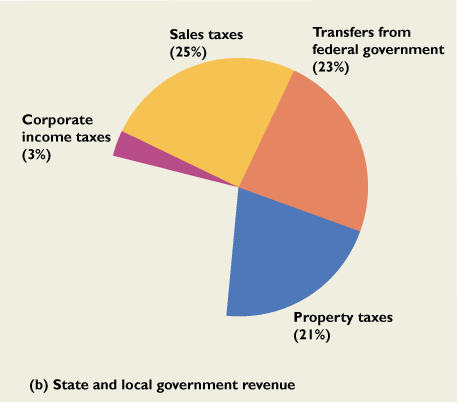 Sales taxes
(25%)
Transfers from
federal government
(23%)
Corporate
income taxes
(3%)
Property taxes
(21%)
(b) State and local government revenue